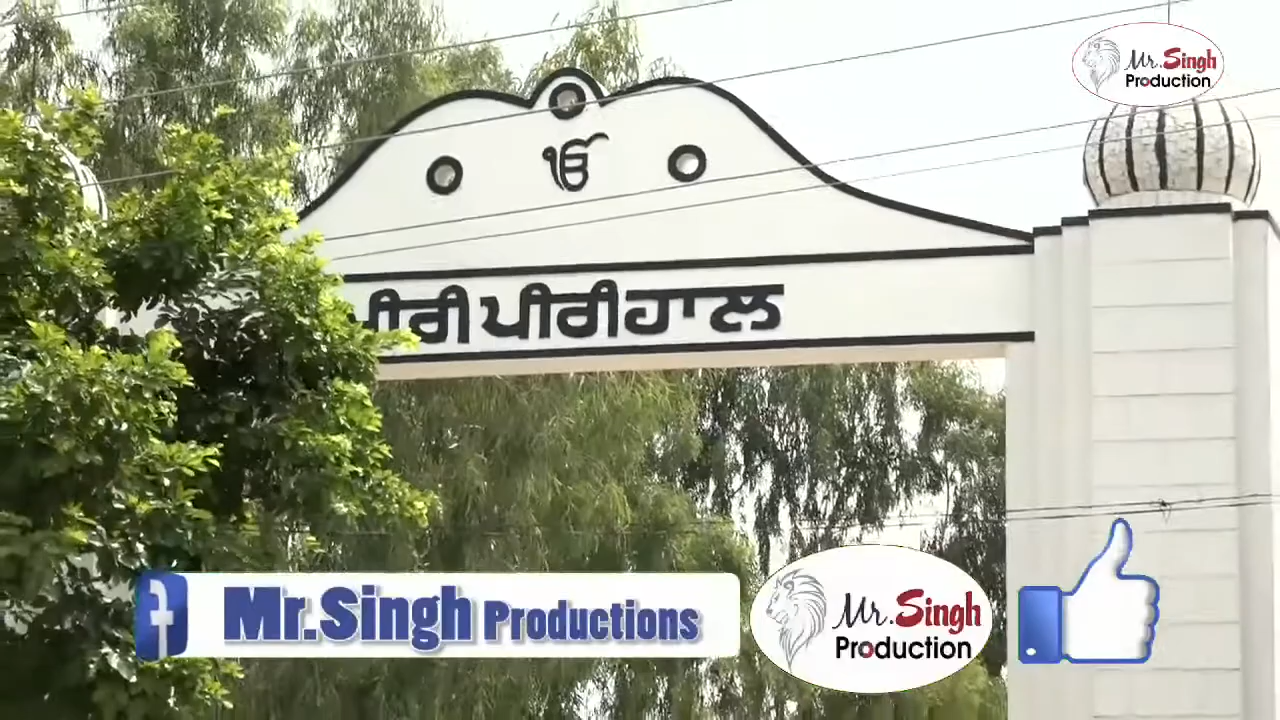 Mr.Singh
Production
ੴ
ਪੀਰੀ ਹਾਲ
Mr.Singh Productions
Mr.Singh
Production